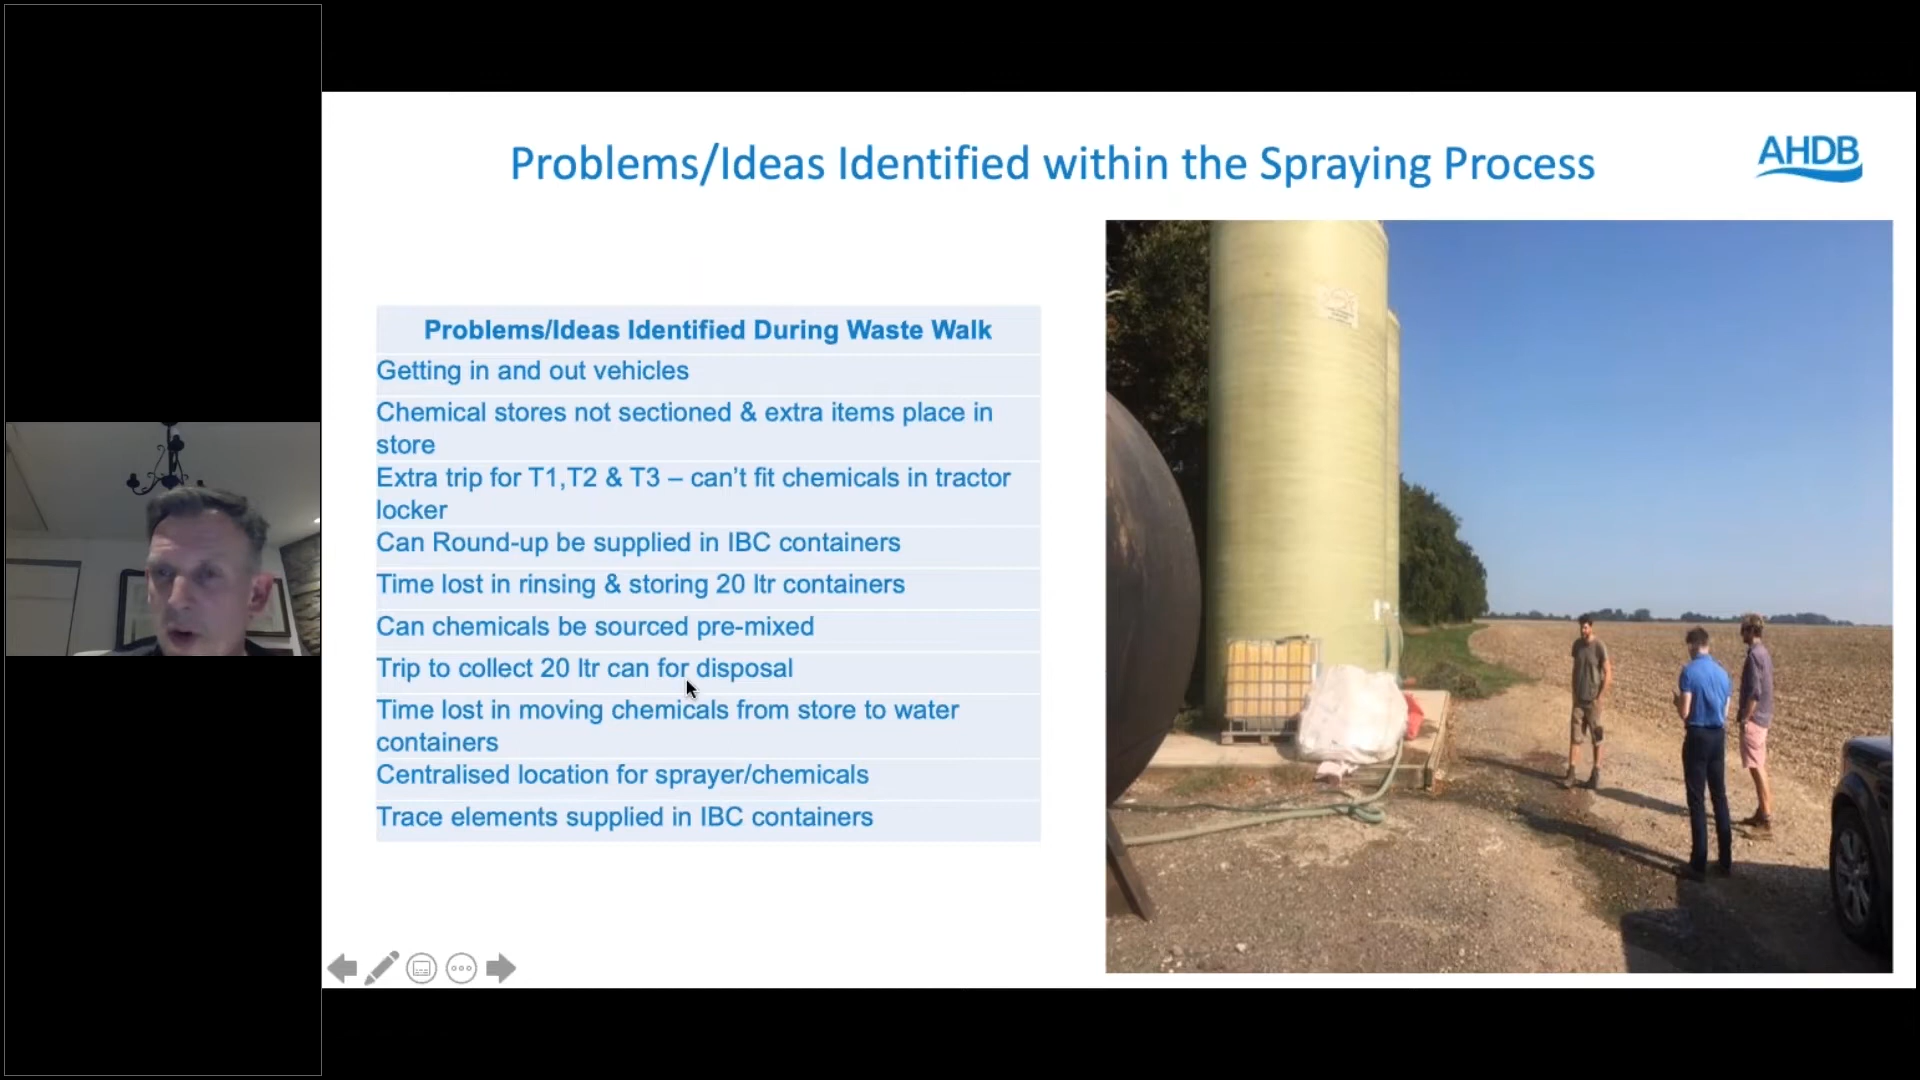 Problems/Ideas Identified within the Spraying Process
AHDB
Problems/Ideas Identified During Waste Walk
Getting in and out vehicles
Chemical stores not sectioned & extra items place in
store
Extra trip for T1,T2 & T3 – can’t fit chemicals in tractor
locker
Can Round-up be supplied in IBC containers
Time lost in rinsing & storing 20 ltr containers
Can chemicals be sourced pre-mixed
Trip to collect 20 ltr can for disposal
Time lost in moving chemicals from store to water
containers
Centralised location for sprayer/chemicals
Trace elements supplied in IBC containers